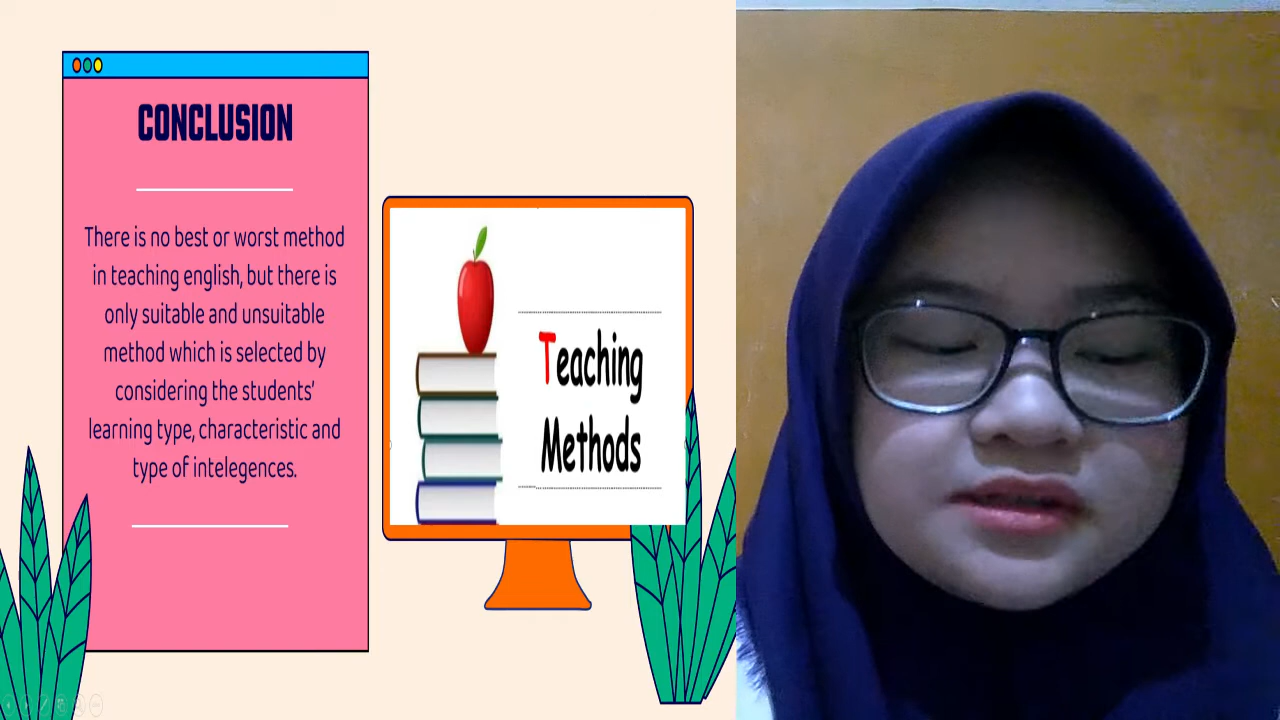 CONCLUSION
There is no best or worst method
in teaching english, but there is
only suitable and unsuitable
method which is selected by
considering the students'
learning type, characteristic and
type of intelegences.
Teaching
Methods